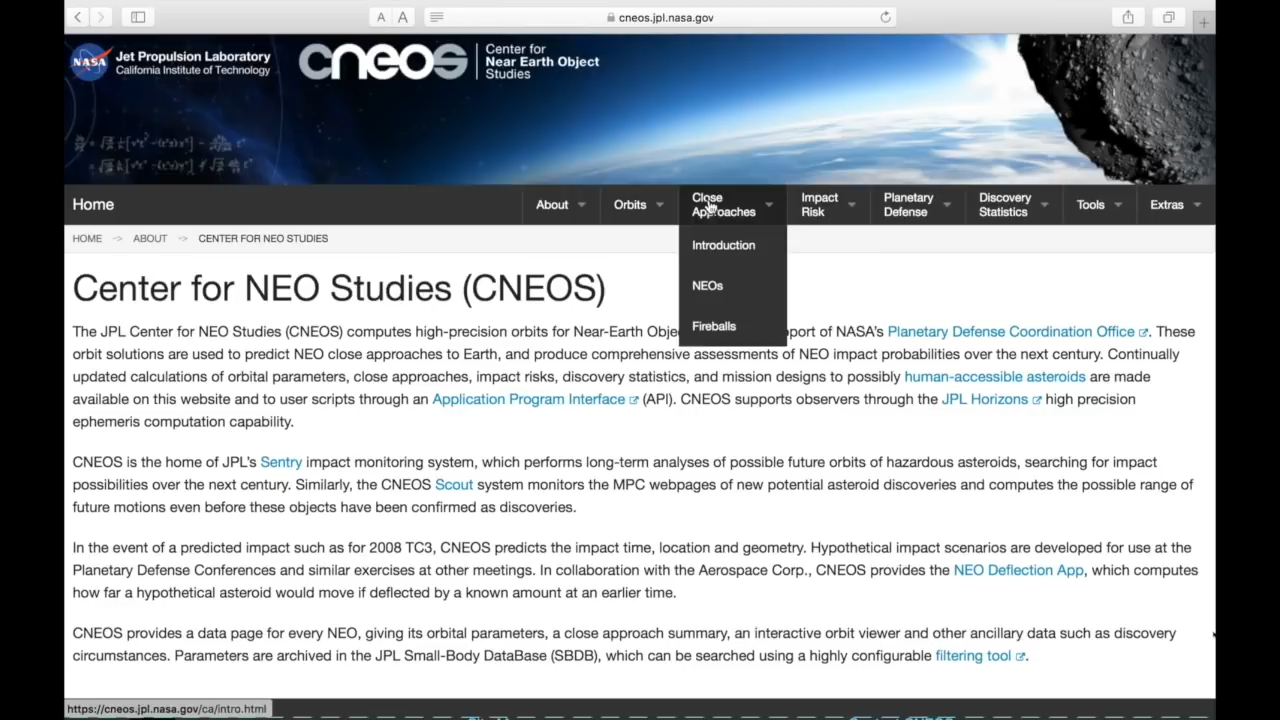 A A
cneos.jpl.nasa.gov
NASA
Jet Propulsion Laboratory
California Institute of Technology
cneos
Center for
Near Earth Object
Studies
Home
About
Orbits
Close
Approaches
Impact
Risk
Planetary
Defense
Discovery
Statistics
Tools
Extras
Introduction
NEOs
Fireballs
HOME -> ABOUT -> CENTER FOR NEO STUDIES
Center for NEO Studies (CNEOS)
The JPL Center for NEO Studies (CNEOS) computes high-precision orbits for Near-Earth Obje port of NASA's Planetary Defense Coordination Office. These
orbit solutions are used to predict NEO close approaches to Earth, and produce comprehensive assessments of NEO impact probabilities over the next century. Continually
updated calculations of orbital parameters, close approaches, impact risks, discovery statistics, and mission designs to possibly human-accessible asteroids are made
available on this website and to user scripts through an Application Program Interface (API). CNEOS supports observers through the JPL Horizons high precision
ephemeris computation capability.
CNEOS is the home of JPL's Sentry impact monitoring system, which performs long-term analyses of possible future orbits of hazardous asteroids, searching for impact
possibilities over the next century. Similarly, the CNEOS Scout system monitors the MPC webpages of new potential asteroid discoveries and computes the possible range of
future motions even before these objects have been confirmed as discoveries.
In the event of a predicted impact such as for 2008 TC3, CNEOS predicts the impact time, location and geometry. Hypothetical impact scenarios are developed for use at the
Planetary Defense Conferences and similar exercises at other meetings. In collaboration with the Aerospace Corp., CNEOS provides the NEO Deflection App, which computes
how far a hypothetical asteroid would move if deflected by a known amount at an earlier time.
CNEOS provides a data page for every NEO, giving its orbital parameters, a close approach summary, an interactive orbit viewer and other ancillary data such as discovery
circumstances. Parameters are archived in the JPL Small-Body DataBase (SBDB), which can be searched using a highly configurable filtering tool.
https://cneos.jpl.nasa.gov/ca/intro.html